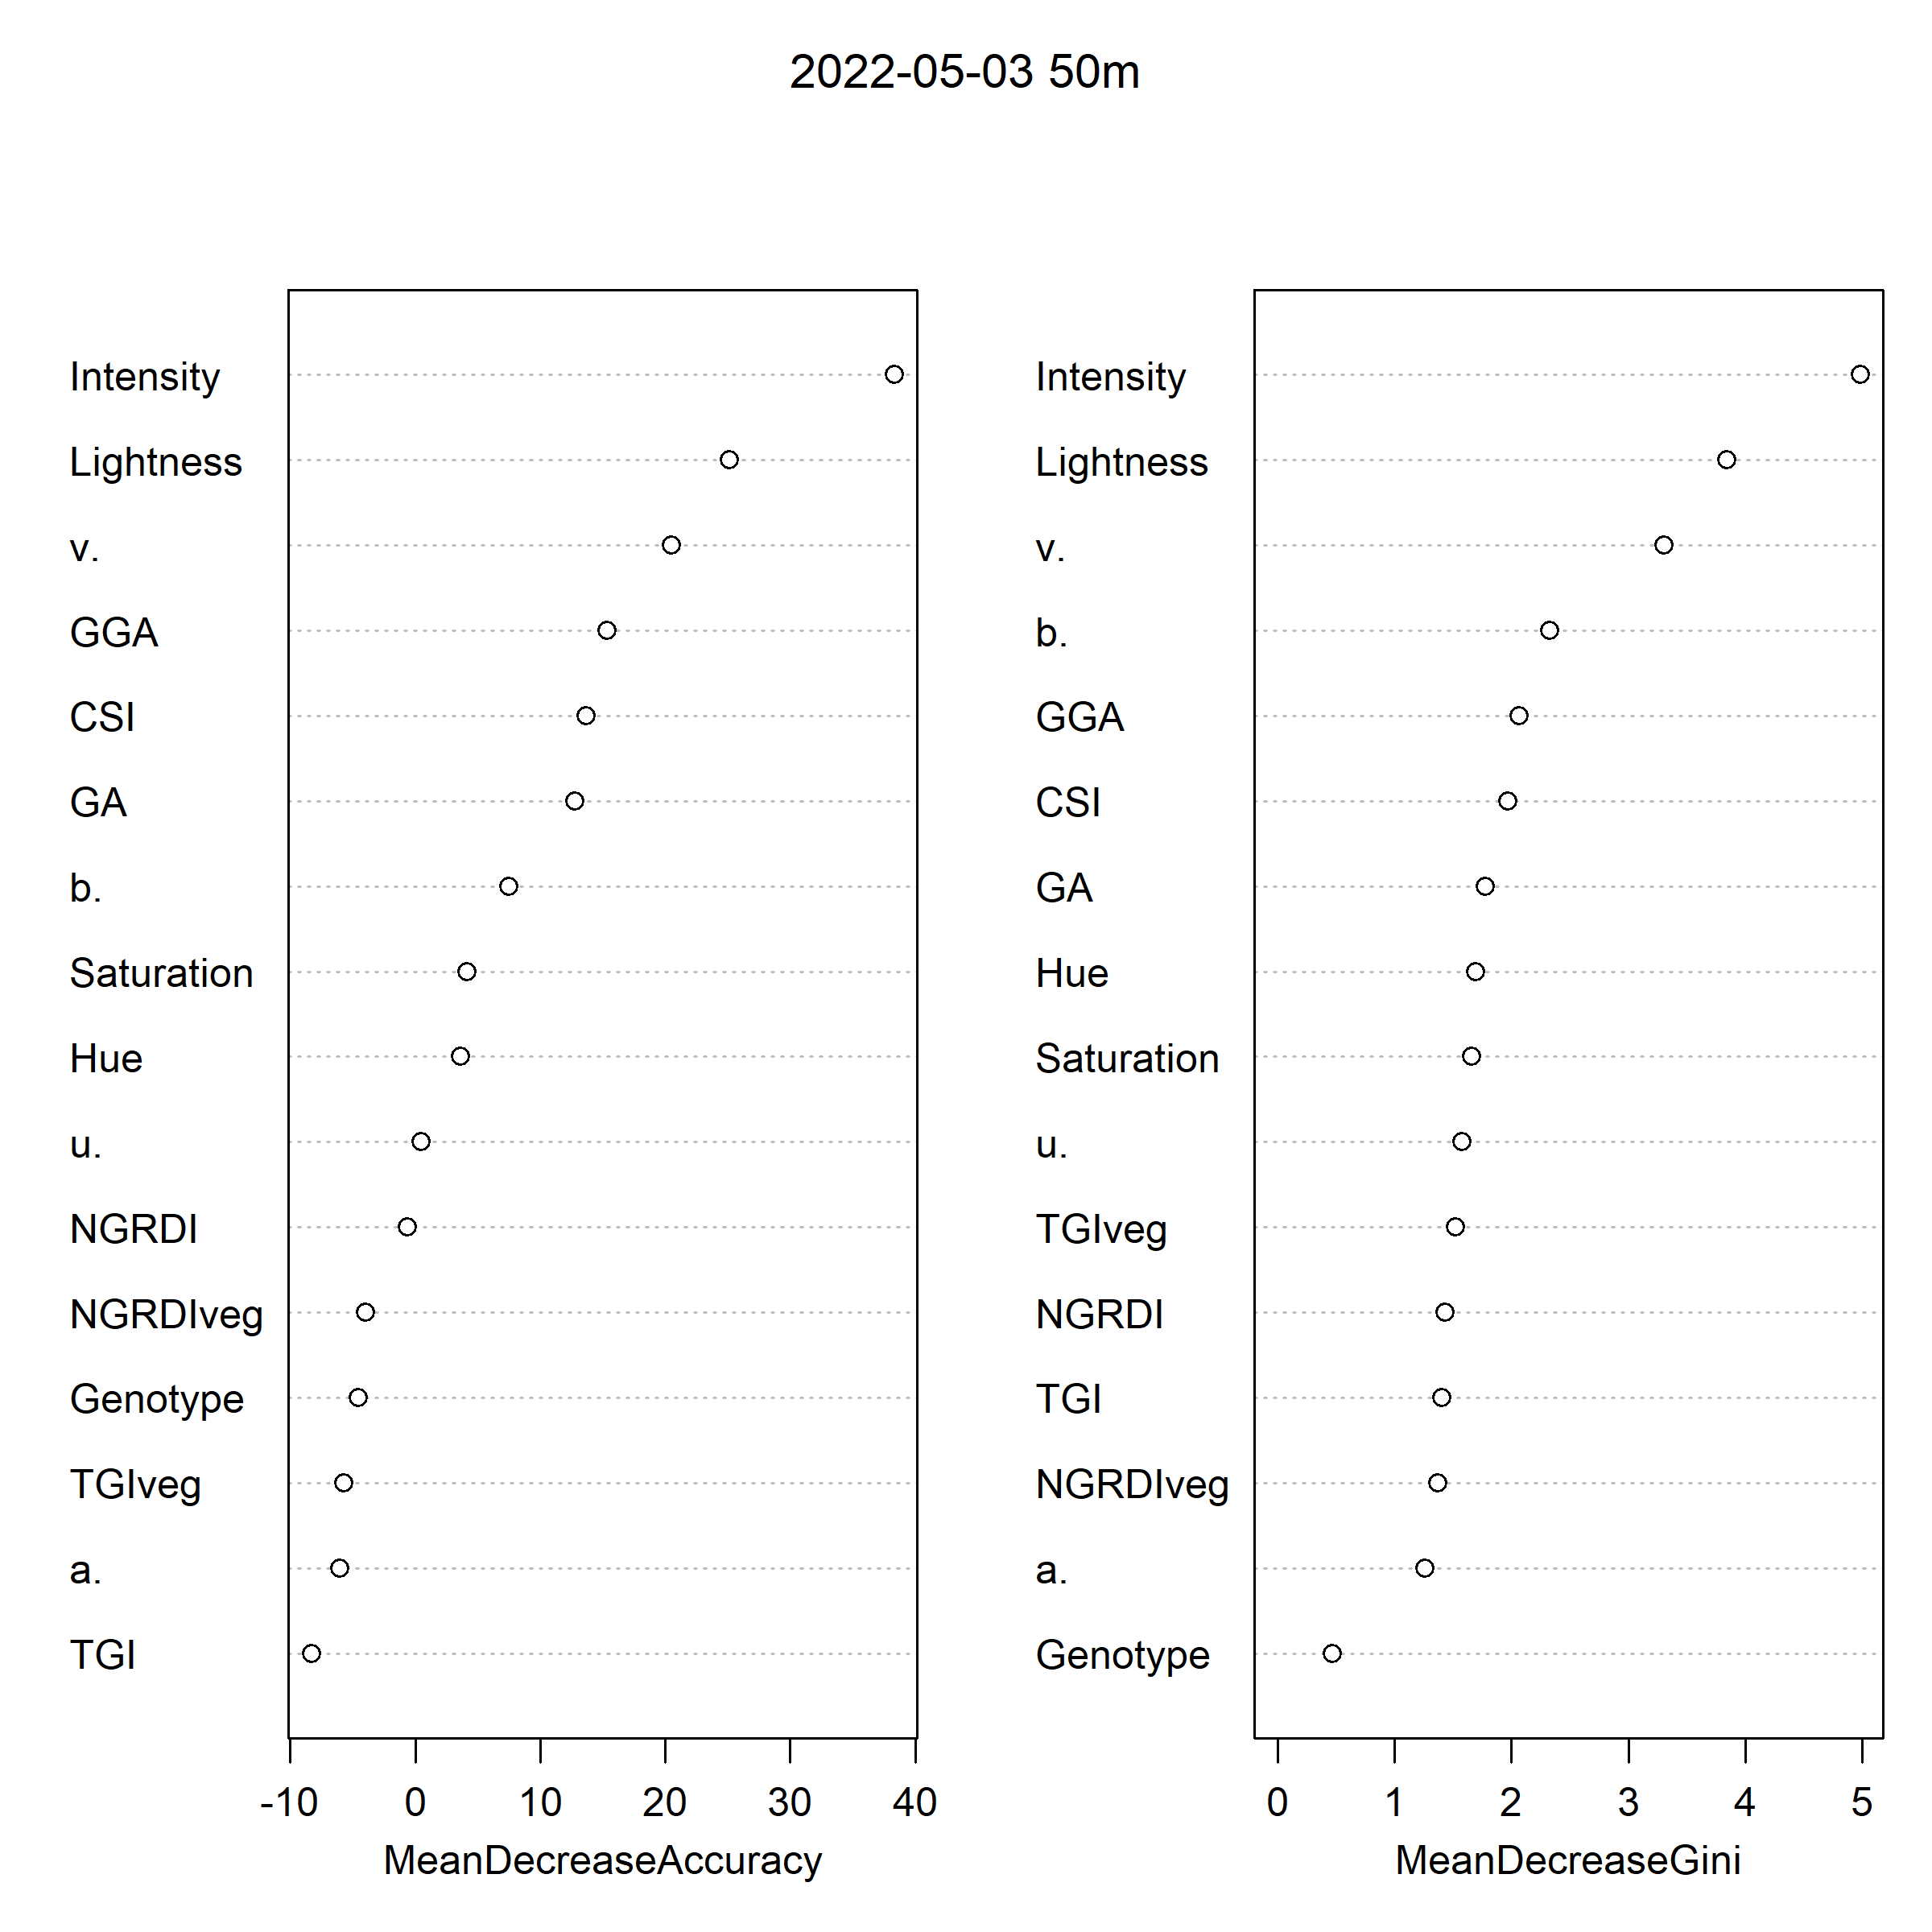 2022-05-03 50m
Intensity
Lightness
v.
GGA
CSI
GA
b.
Saturation
Hue
u.
NGRDI
NGRDIveg
Genotype
TGIveg
a.
TGI
-10 0 10 20 30 40
MeanDecreaseAccuracy
Intensity
Lightness
v.
b.
GGA
CSI
GA
Hue
Saturation
u.
TGIveg
NGRDI
TGI
NGRDIveg
a.
Genotype
0 1 2 3 4 5
MeanDecreaseGini